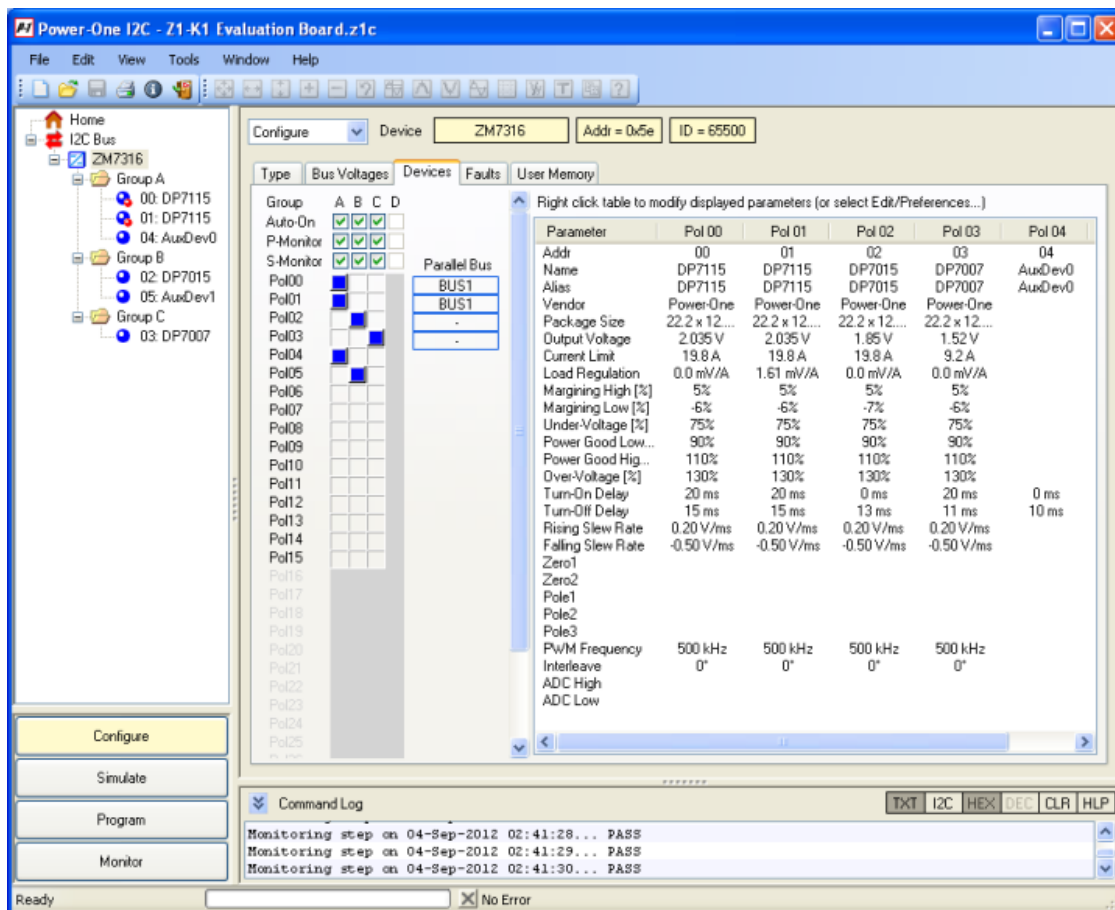 Power-One I2C - Z1-K1 Evaluation Board.z1c
File Edit View Tools Window Help
Home
I2C Bus
ZM7316
Group A
00: DP7115
01: DP7115
04: AuxDev0
Group B
02: DP7015
05: AuxDev1
Group C
03: DP7007
Configure
Simulate
Program
Monitor
Configure Device ZM7316 Addr = 0x5e ID = 65500
Type Bus Voltages Devices Faults User Memory
Group A B C D
Auto-On
P-Monitor
S-Monitor Parallel Bus
Pol00 BUS1
Pol01 BUS1
Pol02 -
Pol03 -
Pol04
Pol05
Pol06
Pol07
Pol08
Pol09
Pol10
Pol11
Pol12
Pol13
Pol14
Pol15
Pol16
Pol17
Pol18
Pol19
Pol20
Pol21
Pol22
Pol23
Pol24
Pol25
Right click table to modify displayed parameters (or select Edit/Preferences...)
Parameter Pol 00 Pol 01 Pol 02 Pol 03 Pol 04
Addr 00 01 02 03 04
Name DP7115 DP7115 DP7015 DP7007 AuxDev0
Alias DP7115 DP7115 DP7015 DP7007 AuxDev0
Vendor Power-One Power-One Power-One Power-One
Package Size 22.2 x 12.... 22.2 x 12.... 22.2 x 12.... 22.2 x 12....
Output Voltage 2.035 V 2.035 V 1.85 V 1.52 V
Current Limit 19.8 A 19.8 A 19.8 A 9.2 A
Load Regulation 0.0 mV/A 1.61 mV/A 0.0 mV/A 0.0 mV/A
Margining High [%] 5% 5% 5% 5%
Margining Low [%] -6% -6% -7% -6%
Under-Voltage [%] 75% 75% 75% 75%
Power Good Low... 90% 90% 90% 90%
Power Good Hig... 110% 110% 110% 110%
Over-Voltage [%] 130% 130% 130% 130%
Turn-On Delay 20 ms 20 ms 0 ms 20 ms 0 ms
Turn-Off Delay 15 ms 15 ms 13 ms 11 ms 10 ms
Rising Slew Rate 0.20 V/ms 0.20 V/ms 0.20 V/ms 0.20 V/ms
Falling Slew Rate -0.50 V/ms -0.50 V/ms -0.50 V/ms -0.50 V/ms
Zero1
Zero2
Pole1
Pole2
Pole3
PWM Frequency 500 kHz 500 kHz 500 kHz 500 kHz
Interleave 0° 0° 0° 0°
ADC High
ADC Low
Command Log TXT I2C HEX DEC CLR HLP
Monitoring step on 04-Sep-2012 02:41:28... PASS
Monitoring step on 04-Sep-2012 02:41:29... PASS
Monitoring step on 04-Sep-2012 02:41:30... PASS
Ready No Error